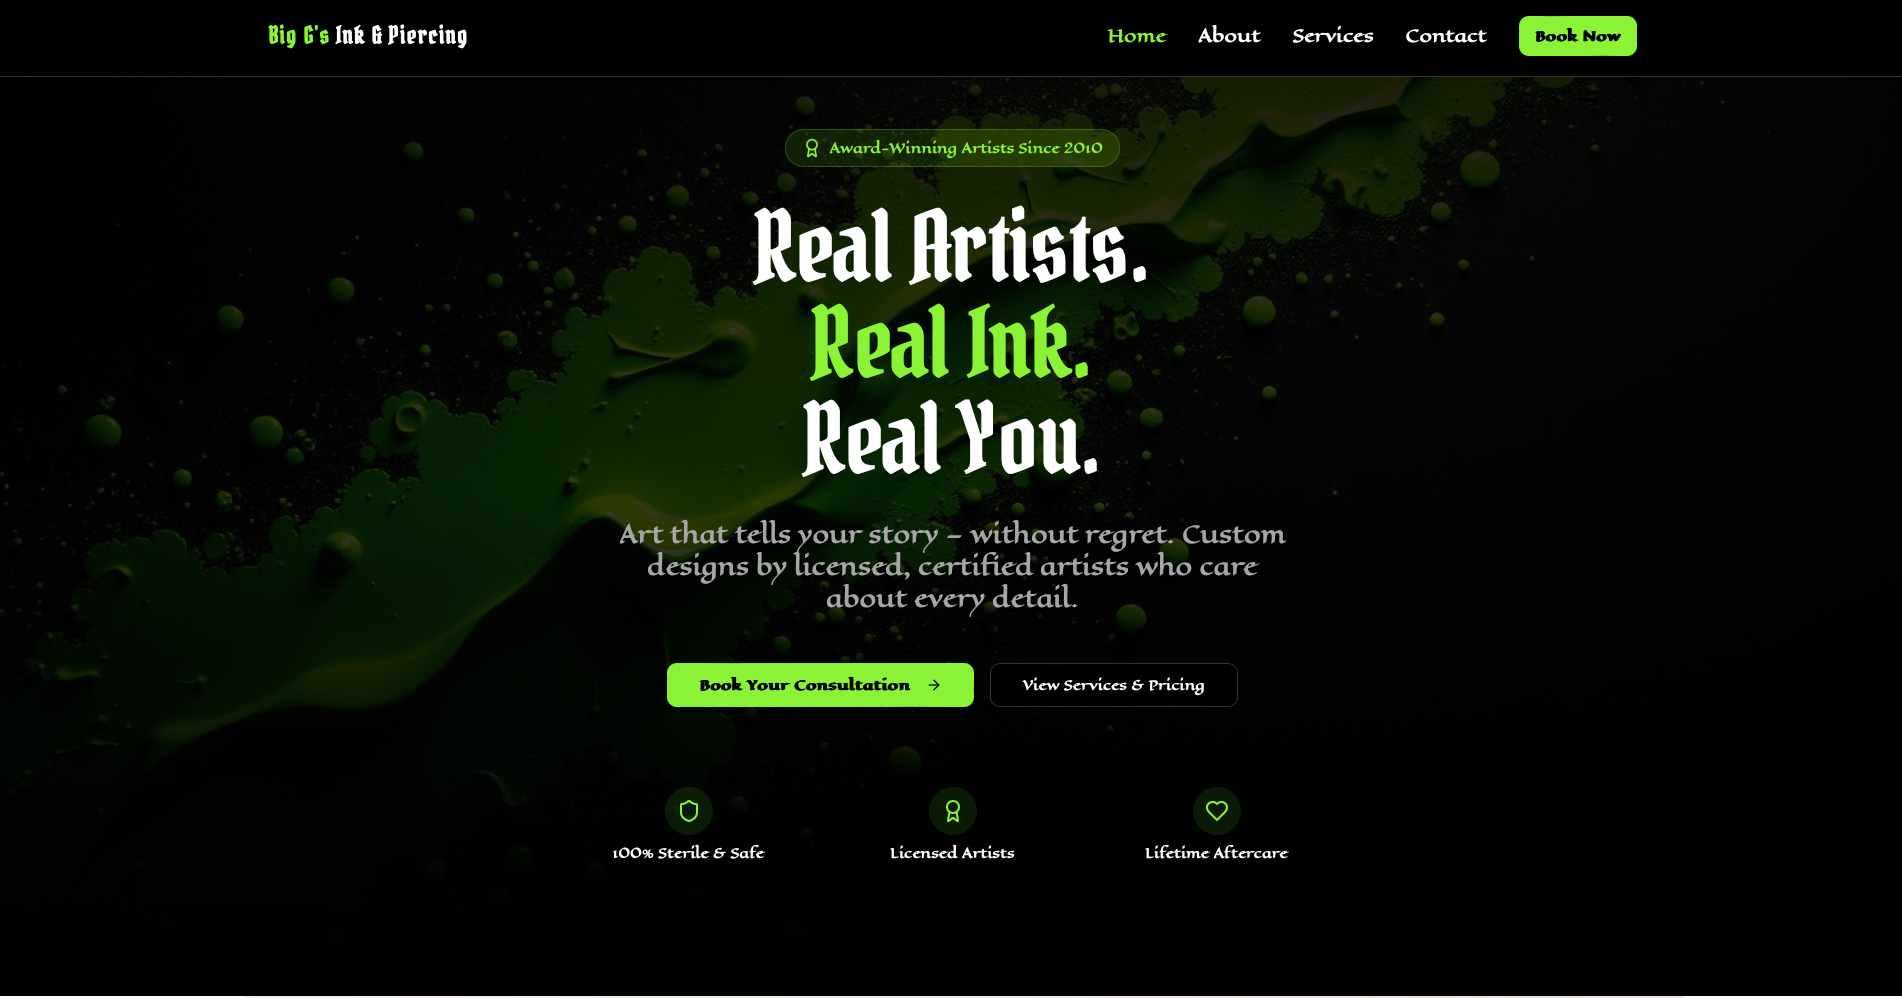 Big G's Ink & Piercing
Home About Services Contact Book Now
Award-Winning Artists Since 2010
Real Artists.
Real Ink.
Real You.
Art that tells your story – without regret. Custom
designs by licensed, certified artists who care
about every detail.
Book Your Consultation → View Services & Pricing
100% Sterile & Safe Licensed Artists Lifetime Aftercare